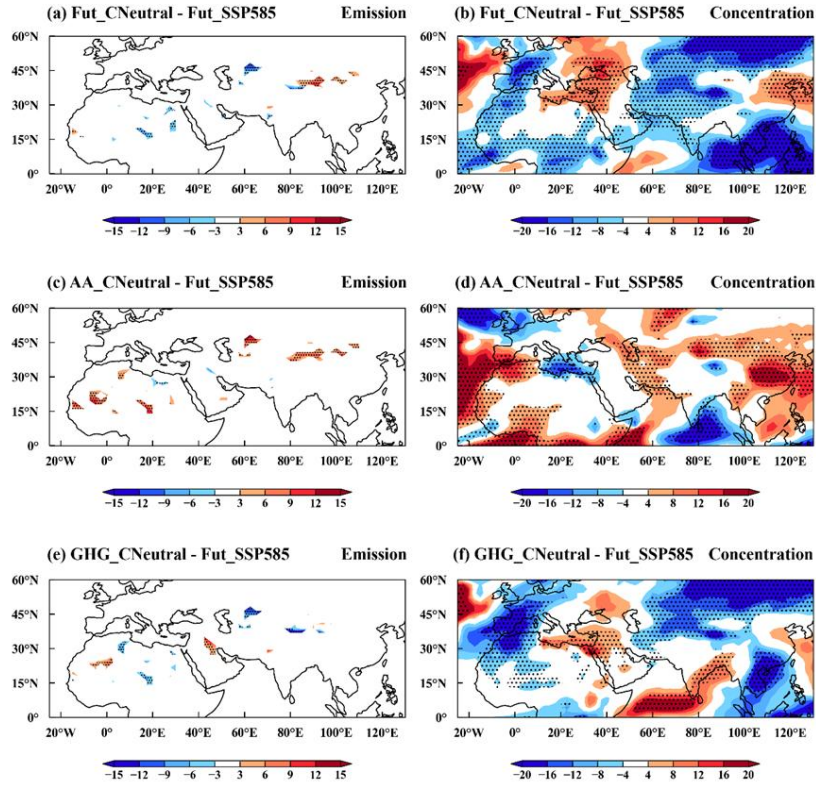 (a) Fut_CNeutral - Fut_SSP585 Emission
60°N
45°N
30°N
15°N
0°
20°W 0° 20°E 40°E 60°E 80°E 100°E 120°E
−15 −12 −9 −6 −3 3 6 9 12 15
(b) Fut_CNeutral - Fut_SSP585 Concentration
60°N
45°N
30°N
15°N
0°
20°W 0° 20°E 40°E 60°E 80°E 100°E 120°E
−20 −16 −12 −8 −4 4 8 12 16 20
(c) AA_CNeutral - Fut_SSP585 Emission
60°N
45°N
30°N
15°N
0°
20°W 0° 20°E 40°E 60°E 80°E 100°E 120°E
−15 −12 −9 −6 −3 3 6 9 12 15
(d) AA_CNeutral - Fut_SSP585 Concentration
60°N
45°N
30°N
15°N
0°
20°W 0° 20°E 40°E 60°E 80°E 100°E 120°E
−20 −16 −12 −8 −4 4 8 12 16 20
(e) GHG_CNeutral - Fut_SSP585 Emission
60°N
45°N
30°N
15°N
0°
20°W 0° 20°E 40°E 60°E 80°E 100°E 120°E
−15 −12 −9 −6 −3 3 6 9 12 15
(f) GHG_CNeutral - Fut_SSP585 Concentration
60°N
45°N
30°N
15°N
0°
20°W 0° 20°E 40°E 60°E 80°E 100°E 120°E
−20 −16 −12 −8 −4 4 8 12 16 20